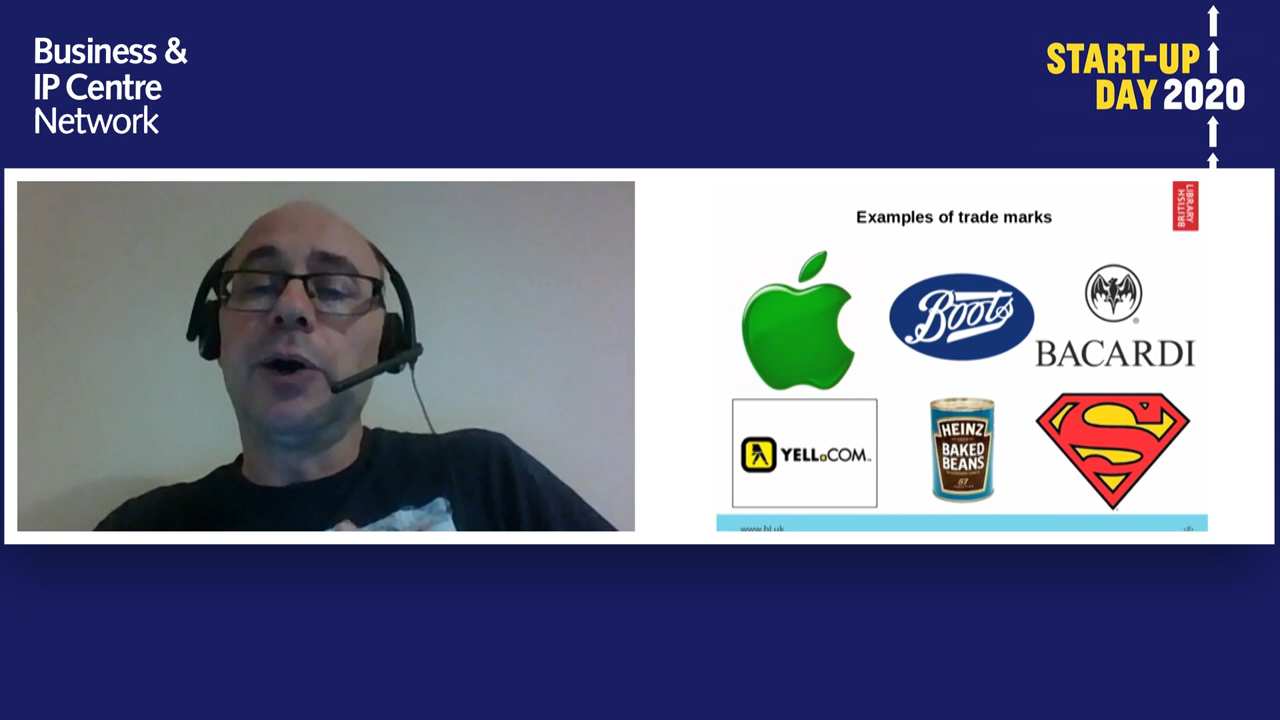 Business &
IP Centre
Network
START-UP
DAY 2020
Examples of trade marks
BRITISH
LIBRARY
Boots
BACARDI
YELL.COM
HEINZ
BAKED
BEANS
57
www.bl.uk